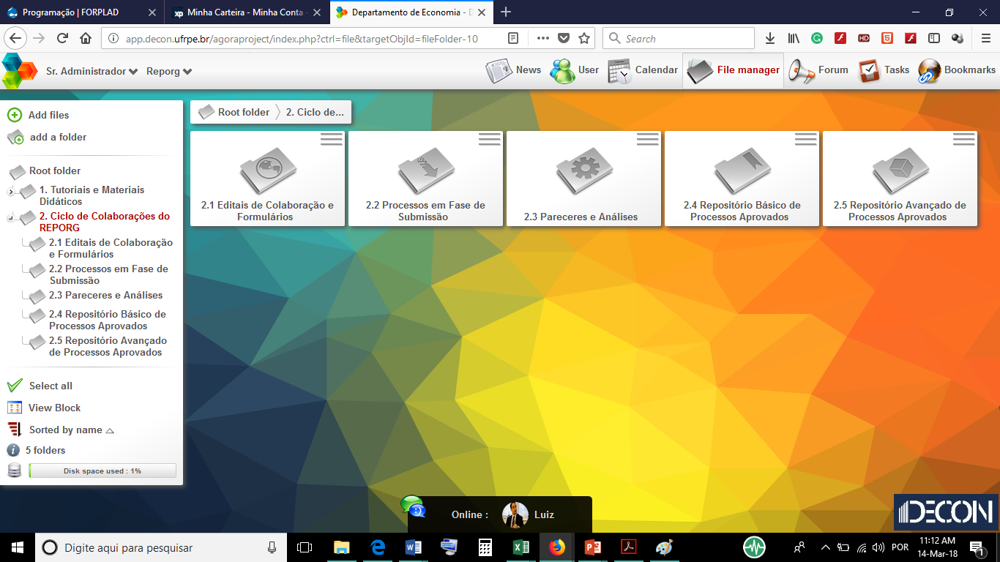 Programação | FORPLAD
xp Minha Carteira - Minha Conta -
Departamento de Economia - D
app.decon.ufrpe.br/agoraproject/index.php?ctrl=file&targetObjId=fileFolder-10
Search
HD
Sr. Administrador
Reporg
News
User
Calendar
File manager
Forum
Tasks
Bookmarks
Add files
add a folder
Root folder
1. Tutoriais e Materiais
Didáticos
2. Ciclo de Colaborações do
REPORG
2.1 Editais de Colaboração
e Formulários
2.2 Processos em Fase de
Submissão
2.3 Pareceres e Análises
2.4 Repositório Básico de
Processos Aprovados
2.5 Repositório Avançado
de Processos Aprovados
Select all
View Block
Sorted by name
5 folders
Disk space used : 1%
Root folder
2. Ciclo de...
2.1 Editais de Colaboração e
Formulários
2.2 Processos em Fase de
Submissão
2.3 Pareceres e Análises
2.4 Repositório Básico de
Processos Aprovados
2.5 Repositório Avançado de
Processos Aprovados
Online :
Luiz
DECON
Digite aqui para pesquisar
POR
11:12 AM
14-Mar-18
1